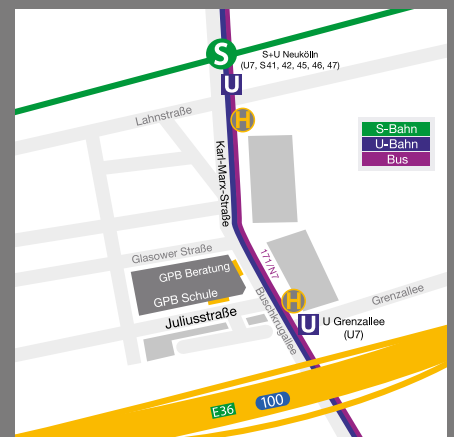 S
S+U Neukölln
(U7, S41, 42, 45, 46, 47)
U
Lahnstraße
H
S-Bahn
U-Bahn
Bus
Karl-Marx-Straße
Glasower Straße
171/N7
GPB Beratung
GPB Schule
Buschkrugallee
H
Grenzallee
Juliusstraße
U
U Grenzallee
(U7)
E36
100